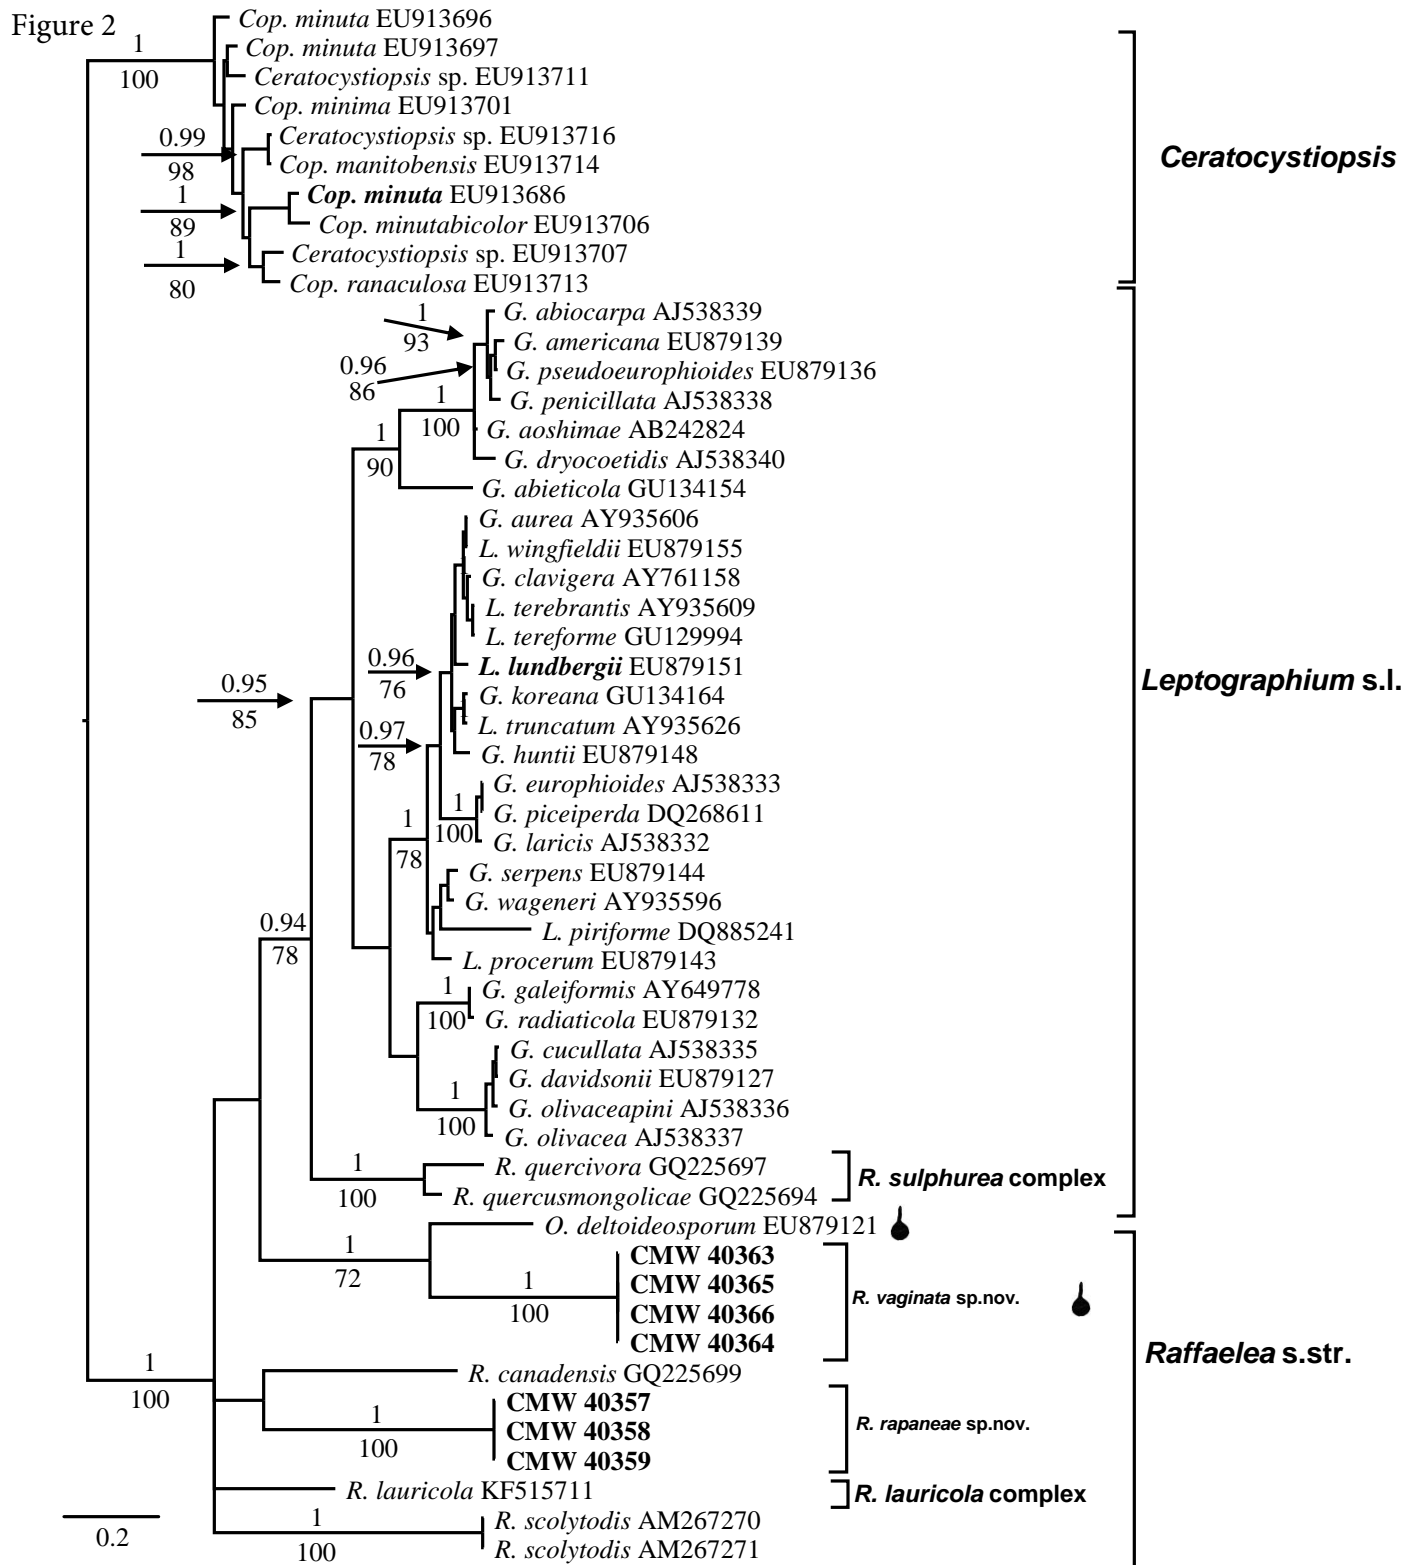 Figure 2
Cop. minuta EU913696
1
100
Cop. minuta EU913697
Ceratocystiopsis sp. EU913711
Cop. minima EU913701
0.99
98
Ceratocystiopsis sp. EU913716
Cop. manitobensis EU913714
1
89
Cop. minuta EU913686
Cop. minutabicolor EU913706
1
80
Ceratocystiopsis sp. EU913707
Cop. ranaculosa EU913713
Ceratocystiopsis
1
93
G. abiocarpa AJ538339
G. americana EU879139
0.96
86
G. pseudoeurophioides EU879136
G. penicillata AJ538338
1
100
G. aoshimae AB242824
G. dryocoetidis AJ538340
1
90
G. abieticola GU134154
G. aurea AY935606
L. wingfieldii EU879155
G. clavigera AY761158
L. terebrantis AY935609
L. tereforme GU129994
0.96
76
L. lundbergii EU879151
0.95
85
G. koreana GU134164
L. truncatum AY935626
0.97
78
G. huntii EU879148
G. europhioides AJ538333
1
100
G. piceiperda DQ268611
G. laricis AJ538332
1
78
G. serpens EU879144
G. wageneri AY935596
L. piriforme DQ885241
L. procerum EU879143
0.94
78
1
100
G. galeiformis AY649778
G. radiaticola EU879132
G. cucullata AJ538335
G. davidsonii EU879127
1
100
G. olivaceapini AJ538336
G. olivacea AJ538337
Leptographium s.l.
1
100
R. quercivora GQ225697
R. quercusmongolicae GQ225694
R. sulphurea complex
O. deltoideosporum EU879121
1
72
1
100
CMW 40363
CMW 40365
CMW 40366
CMW 40364
R. vaginata sp.nov.
Raffaelea s.str.
1
100
R. canadensis GQ225699
1
100
CMW 40357
CMW 40358
CMW 40359
R. rapaneae sp.nov.
R. lauricola KF515711
R. lauricola complex
1
100
R. scolytodis AM267270
R. scolytodis AM267271
0.2